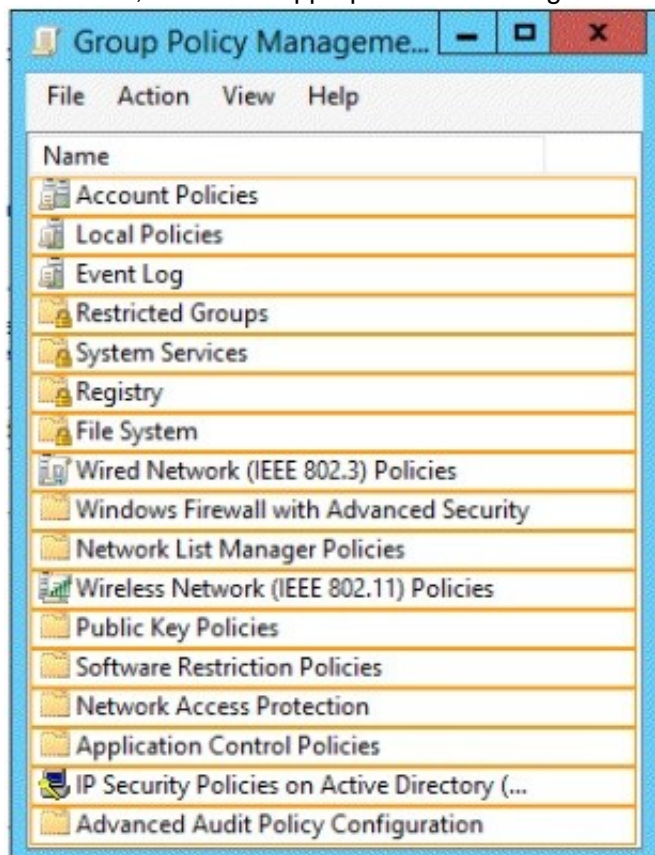 Group Policy Manageme...
File Action View Help
Name
Account Policies
Local Policies
Event Log
Restricted Groups
System Services
Registry
File System
Wired Network (IEEE 802.3) Policies
Windows Firewall with Advanced Security
Network List Manager Policies
Wireless Network (IEEE 802.11) Policies
Public Key Policies
Software Restriction Policies
Network Access Protection
Application Control Policies
IP Security Policies on Active Directory (...
Advanced Audit Policy Configuration